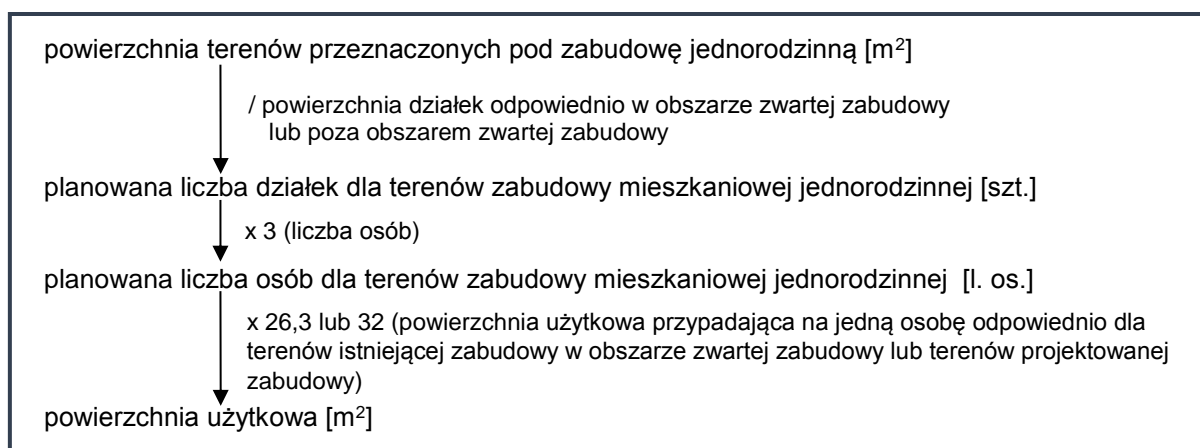 powierzchnia terenów przeznaczonych pod zabudowę jednorodzinną [m²]
/ powierzchnia działek odpowiednio w obszarze zwartej zabudowy
lub poza obszarem zwartej zabudowy
planowana liczba działek dla terenów zabudowy mieszkaniowej jednorodzinnej [szt.]
x 3 (liczba osób)
planowana liczba osób dla terenów zabudowy mieszkaniowej jednorodzinnej [l. os.]
x 26,3 lub 32 (powierzchnia użytkowa przypadająca na jedną osobę odpowiednio dla
terenów istniejącej zabudowy w obszarze zwartej zabudowy lub terenów projektowanej
zabudowy)
powierzchnia użytkowa [m²]